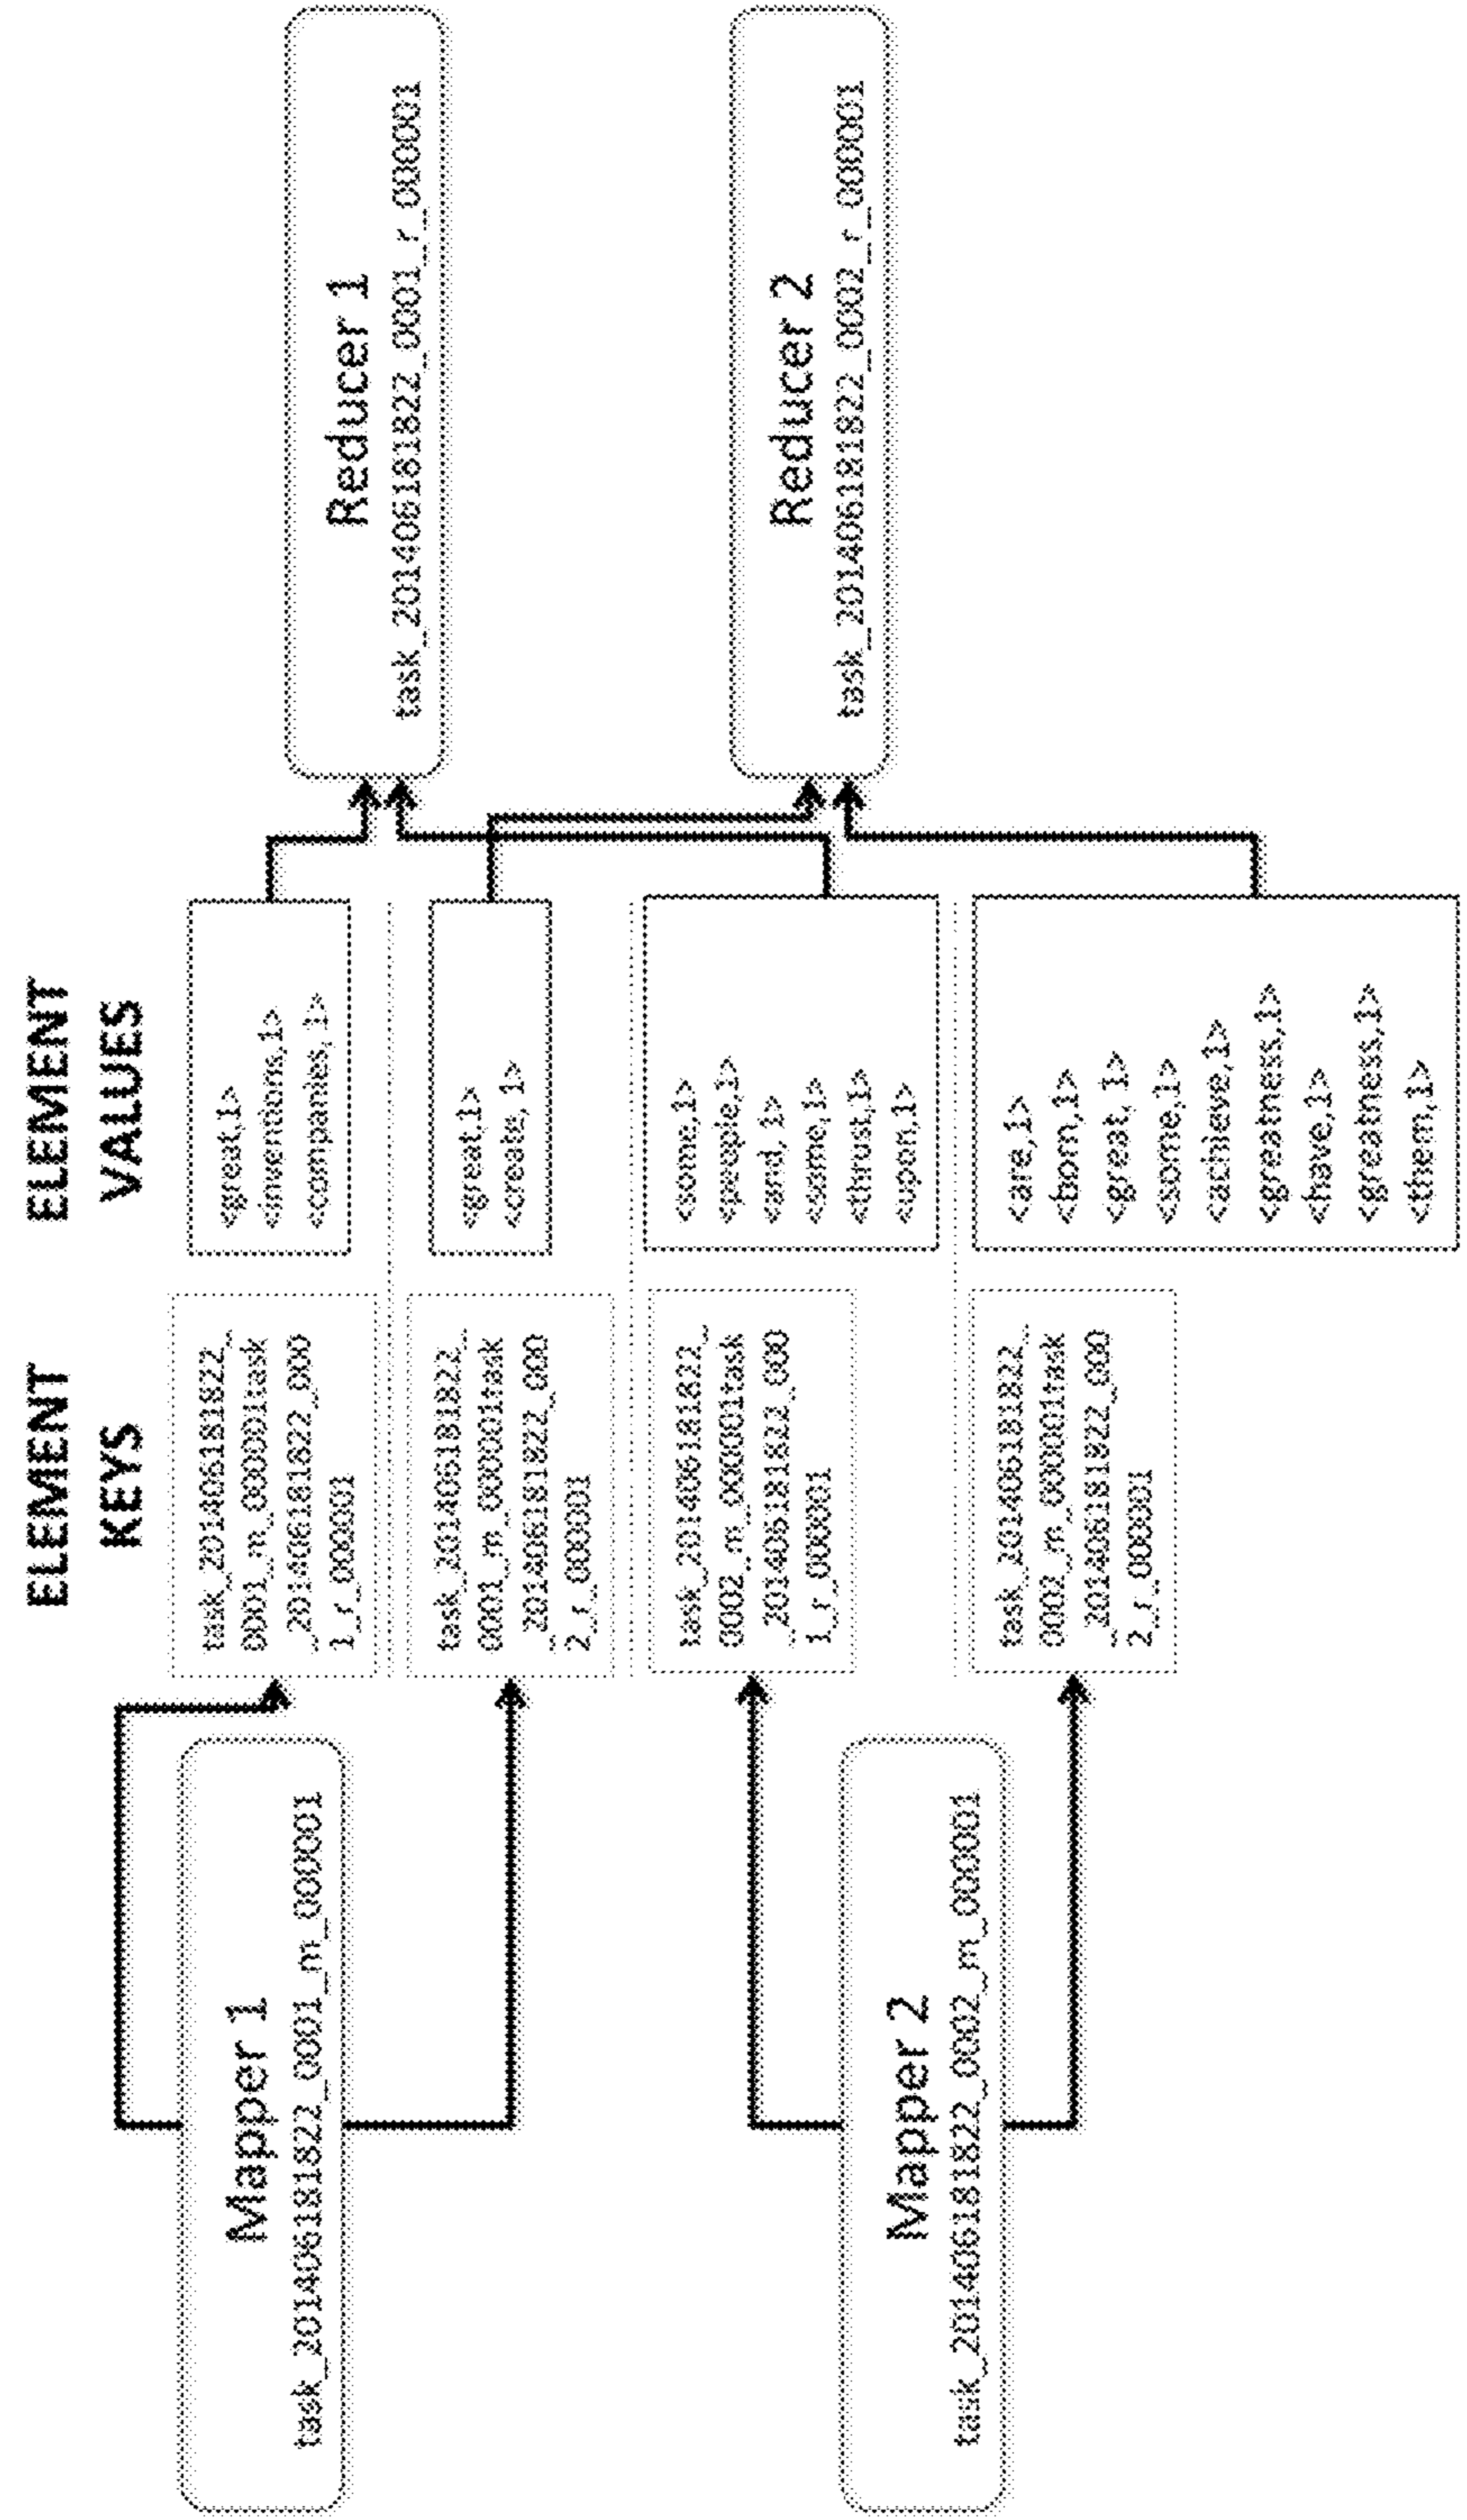 ELEMENT
KEYS
ELEMENT
VALUES
Mapper 1
task_201406181822_0001_m_000001
task_201406181822_
0001_m_000001task
_201406181822_000
1_r_000001
<great,1>
<inventions,1>
<companies, 1>
Reducer 1
task_201406181822_0001_r_000001
task_201406181822_
0001_m_000001task
_201406181822_000
2_r_000001
<great,1>
<create, 1>
Mapper 2
task_201406181822_0002_m_000001
task_201406181822_
0002_m_000001task
_201406181822_000
1_r_000001
<some,1>
<people,1>
<and, 1>
<some,1>
<thrust,1>
<upon,1>
Reducer 2
task_201406181822_0002_r_000001
task_201406181822_
0002_m_000001task
_201406181822_000
2_r_000001
<are,1>
<born,1>
<great, 1>
<some,1>
<achieve,1>
<greatness,1>
<have,1>
<greatness,1>
<them,1>